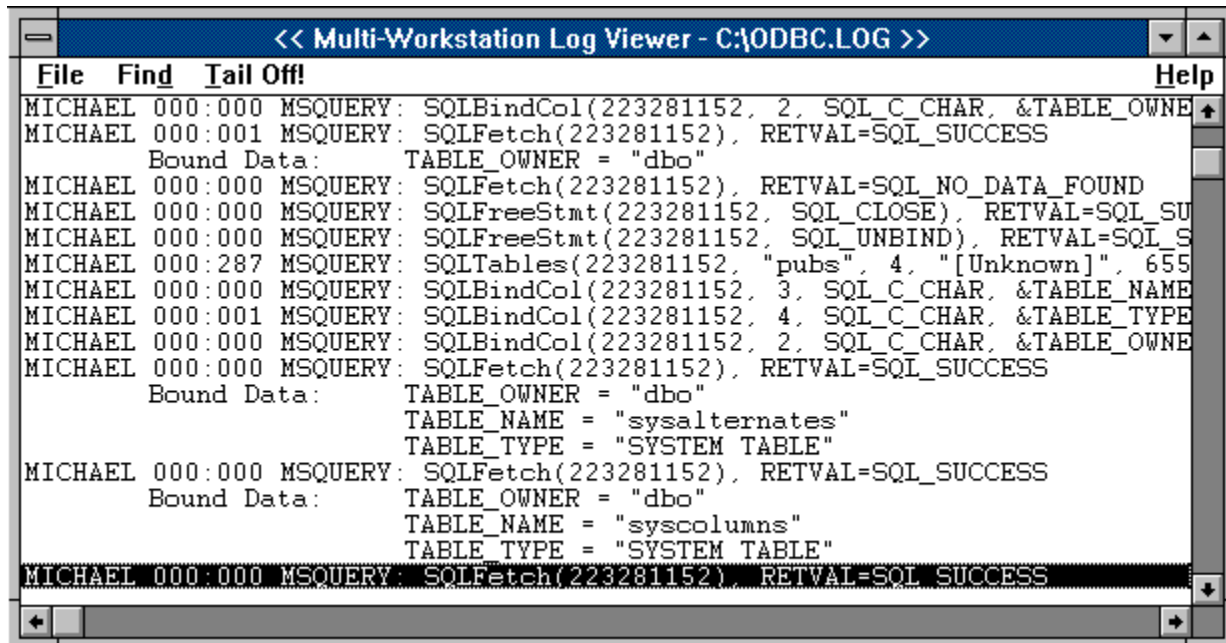 << Multi-Workstation Log Viewer - C:\ODBC.LOG >>
File Find Tail Off! Help
MICHAEL 000:000 MSQUERY: SQLBindCol(223281152, 2, SQL_C_CHAR, &TABLE_OWNE
MICHAEL 000:001 MSQUERY: SQLFetch(223281152), RETVAL=SQL_SUCCESS
Bound Data: TABLE_OWNER = "dbo"
MICHAEL 000:000 MSQUERY: SQLFetch(223281152), RETVAL=SQL_NO_DATA_FOUND
MICHAEL 000:000 MSQUERY: SQLFreeStmt(223281152, SQL_CLOSE), RETVAL=SQL_SU
MICHAEL 000:000 MSQUERY: SQLFreeStmt(223281152, SQL_UNBIND), RETVAL=SQL_S
MICHAEL 000:287 MSQUERY: SQLTables(223281152, "pubs", 4, "[Unknown]", 655
MICHAEL 000:000 MSQUERY: SQLBindCol(223281152, 3, SQL_C_CHAR, &TABLE_NAME
MICHAEL 000:001 MSQUERY: SQLBindCol(223281152, 4, SQL_C_CHAR, &TABLE_TYPE
MICHAEL 000:000 MSQUERY: SQLBindCol(223281152, 2, SQL_C_CHAR, &TABLE_OWNE
MICHAEL 000:000 MSQUERY: SQLFetch(223281152), RETVAL=SQL_SUCCESS
Bound Data: TABLE_OWNER = "dbo"
TABLE_NAME = "sysalternates"
TABLE_TYPE = "SYSTEM TABLE"
MICHAEL 000:000 MSQUERY: SQLFetch(223281152), RETVAL=SQL_SUCCESS
Bound Data: TABLE_OWNER = "dbo"
TABLE_NAME = "syscolumns"
TABLE_TYPE = "SYSTEM TABLE"
MICHAEL 000:000 MSQUERY: SQLFetch(223281152), RETVAL=SQL_SUCCESS